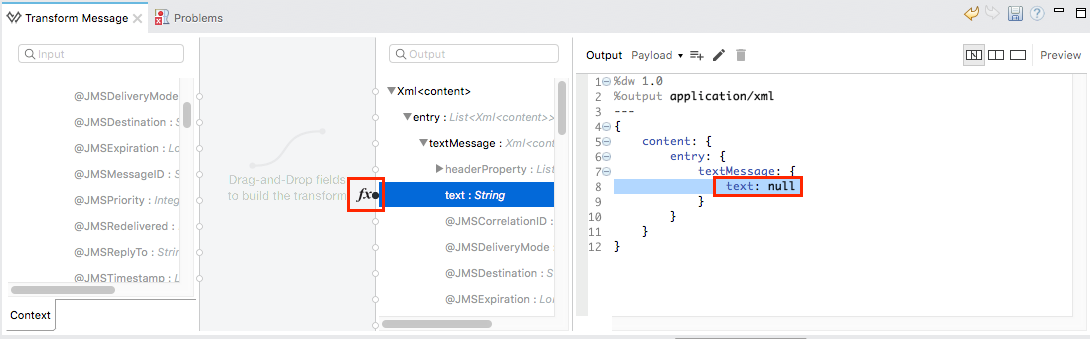 Transform Message
Problems
Input
@JMSDeliveryMode
@JMSDestination : S
@JMSExpiration : Lo
@JMSMessageID : S
@JMSPriority : Integ
@JMSRedelivered :
@JMSReplyTo : Strin
@JMSTimestamp : L
Context
Drag-and-Drop fields
to build the transform
fx
Output
Xml<content>
entry : List<Xml<content>>
textMessage : Xml<cont
headerProperty : List
text : String
@JMSCorrelationID :
@JMSDeliveryMode
@JMSDestination : S
@JMSExpiration : Lon
Output Payload Preview
1 %dw 1.0
2 %output application/xml
3 ---
4 {
5 content: {
6 entry: {
7 textMessage: {
8 text: null
9 }
10 }
11 }
12 }